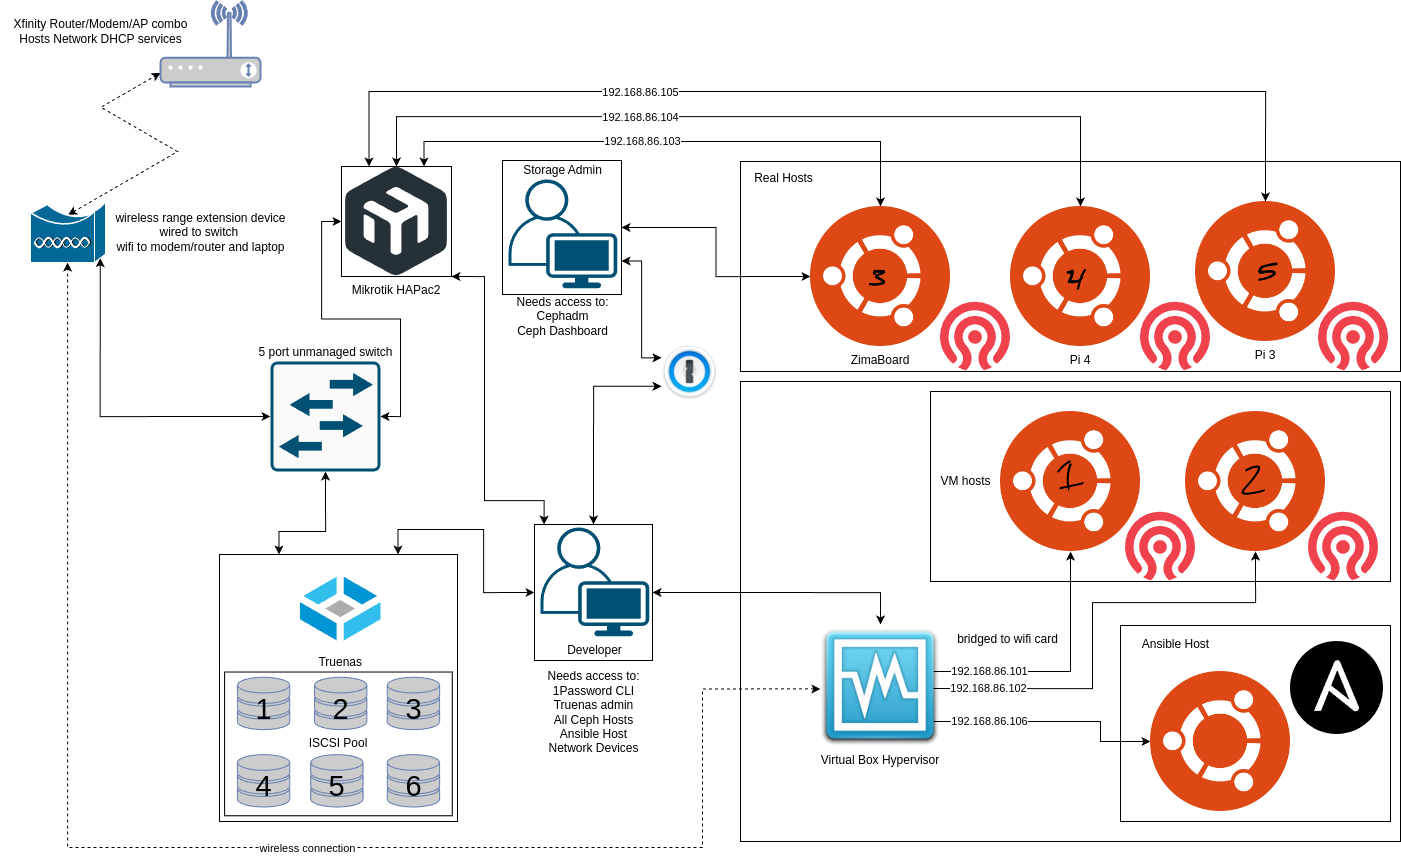 Xfinity Router/Modem/AP combo
Hosts Network DHCP services
192.168.86.105
192.168.86.104
192.168.86.103
Storage Admin
Real Hosts
wireless range extension device
wired to switch
wifi to modem/router and laptop
3
4
5
Mikrotik HAPac2
Needs access to:
Cephadm
Ceph Dashboard
5 port unmanaged switch
ZimaBoard
Pi 4
Pi 3
VM hosts
1
2
Developer
bridged to wifi card
Ansible Host
Truenas
Needs access to:
1Password CLI
Truenas admin
All Ceph Hosts
Ansible Host
Network Devices
192.168.86.101
192.168.86.102
192.168.86.106
1
2
3
ISCSI Pool
4
5
6
Virtual Box Hypervisor
wireless connection